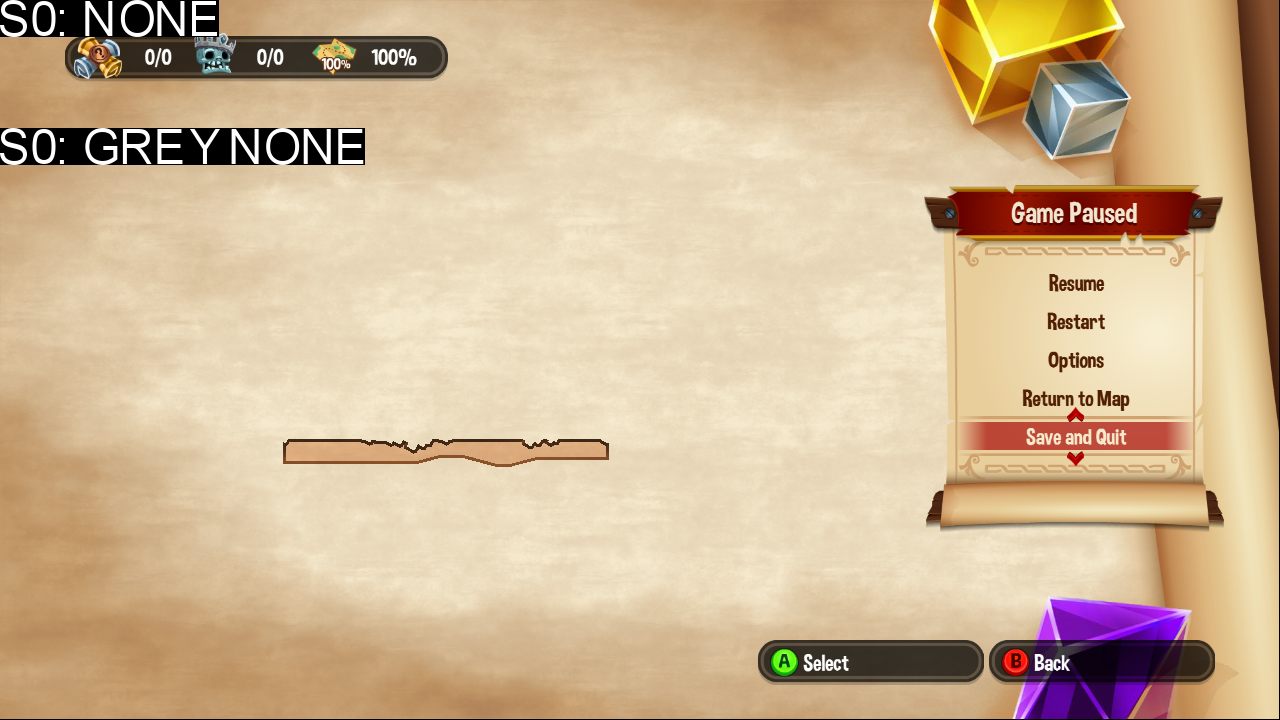 S0: NONE
0/0
0/0
100%
100%
S0: GREY NONE
Game Paused
Resume
Restart
Options
Return to Map
Save and Quit
A Select
B Back